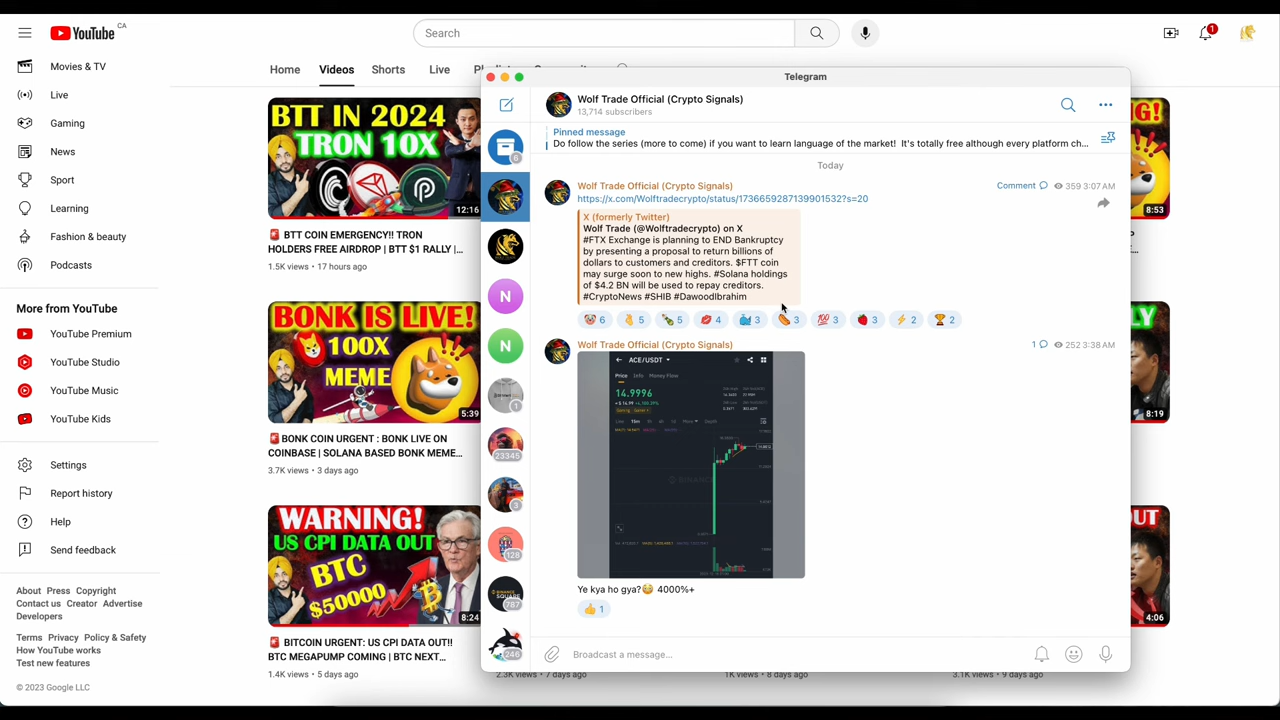 YouTube CA
Search
1
Movies & TV
Live
Gaming
News
Sport
Learning
Fashion & beauty
Podcasts
More from YouTube
YouTube Premium
YouTube Studio
YouTube Music
YouTube Kids
Settings
Report history
Help
Send feedback
About Press Copyright
Contact us Creator Advertise
Developers
Terms Privacy Policy & Safety
How YouTube works
Test new features
© 2023 Google LLC
Home Videos Shorts Live
BTT IN 2024
TRON 10X
12:16
🚨 BTT COIN EMERGENCY!! TRON
HOLDERS FREE AIRDROP | BTT $1 RALLY |...
1.5K views • 17 hours ago
BONK IS LIVE!
100X
MEME
5:39
🚨BONK COIN URGENT : BONK LIVE ON
COINBASE | SOLANA BASED BONK MEME...
3.7K views • 3 days ago
WARNING!
US CPI DATA OUT
BTC
$50000
8:24
🚨 BITCOIN URGENT: US CPI DATA OUT!!
BTC MEGAPUMP COMING | BTC NEXT...
1.4K views • 5 days ago
2.3K views • 7 days ago
1K views • 8 days ago
3.1K views • 9 days ago
8:53
8:19
OUT
4:06
Telegram
6
N
N
1
23345
3
128
BINANCE
SQUARE
787
246
Wolf Trade Official (Crypto Signals)
13,714 subscribers
Pinned message
Do follow the series (more to come) if you want to learn language of the market! It's totally free although every platform ch...
Today
Wolf Trade Official (Crypto Signals)
Comment 359 3:07 AM
https://x.com/Wolftradecrypto/status/1736659287139901532?s=20
X (formerly Twitter)
Wolf Trade (@Wolftradecrypto) on X
#FTX Exchange is planning to END Bankruptcy
by presenting a proposal to return billions of
dollars to customers and creditors. $FTT coin
may surge soon to new highs. #Solana holdings
of $4.2 BN will be used to repay creditors.
#CryptoNews #SHIB #DawoodIbrahim
🤡 6 🫰 5 🍾 5 💋 4 🐳 3 🌭 3 💯 3 🍓 3 ⚡ 2 🏆 2
Wolf Trade Official (Crypto Signals)
1 252 3:38 AM
ACE/USDT
Price Info Money Flow
14.9996
Ye kya ho gya?😳 4000%+
👍 1
Broadcast a message...